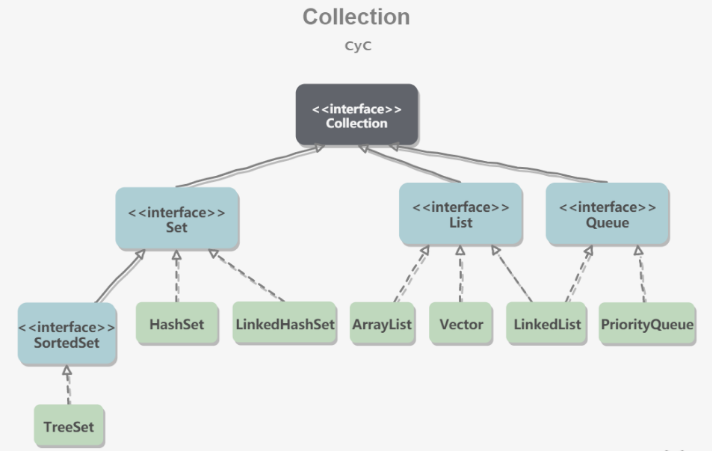 Collection
CyC
<<interface>>
Collection
<<interface>>
Set
<<interface>>
List
<<interface>>
Queue
<<interface>>
SortedSet
HashSet
LinkedHashSet
ArrayList
Vector
LinkedList
PriorityQueue
TreeSet